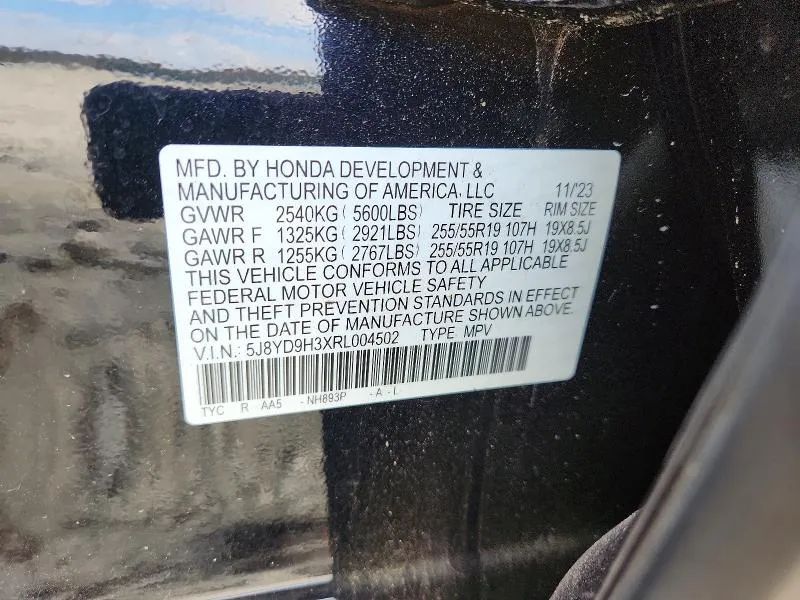 MFD. BY HONDA DEVELOPMENT &
MANUFACTURING OF AMERICA, LLC 11/'23
GVWR 2540KG ( 5600LBS) TIRE SIZE RIM SIZE
GAWR F 1325KG ( 2921LBS) 255/55R19 107H 19X8.5J
GAWR R 1255KG ( 2767LBS) 255/55R19 107H 19X8.5J
THIS VEHICLE CONFORMS TO ALL APPLICABLE
FEDERAL MOTOR VEHICLE SAFETY
AND THEFT PREVENTION STANDARDS IN EFFECT
ON THE DATE OF MANUFACTURE SHOWN ABOVE.
V.I.N.: 5J8YD9H3XRL004502 TYPE MPV
TYC R - AA5 - NH893P - A - L